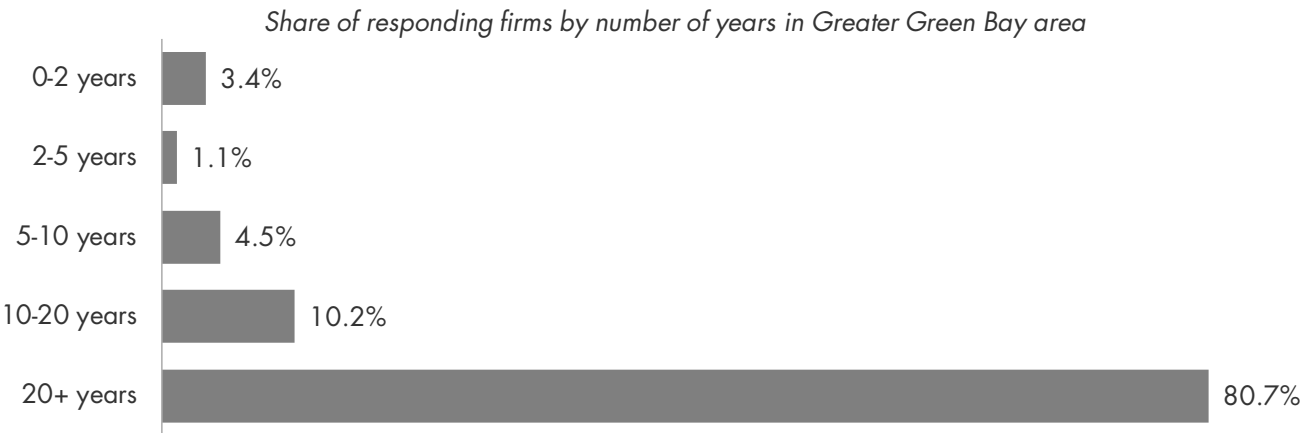 Share of responding firms by number of years in Greater Green Bay area
0-2 years 3.4%
2-5 years 1.1%
5-10 years 4.5%
10-20 years 10.2%
20+ years 80.7%